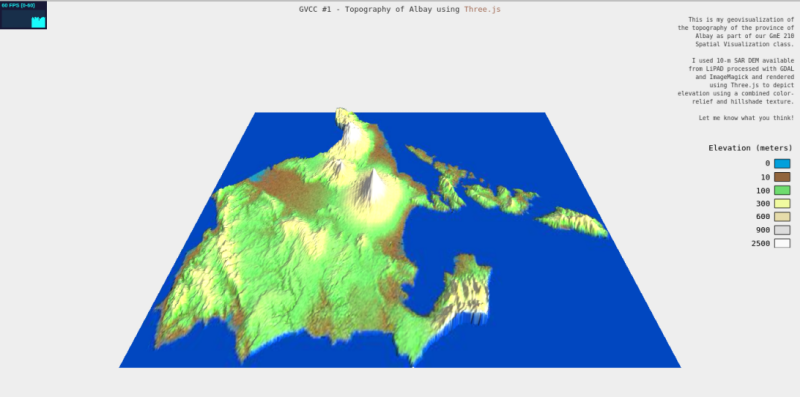 60 FPS (0-60)
GVCC #1 - Topography of Albay using Three.js
This is my geovisualization of
the topography of the province of
Albay as part of our GmE 210
Spatial Visualization class.
I used 10-m SAR DEM available
from LiPAD processed with GDAL
and ImageMagick and rendered
using Three.js to depict
elevation using a combined color-
relief and hillshade texture.
Let me know what you think!
Elevation (meters)
0
10
100
300
600
900
2500